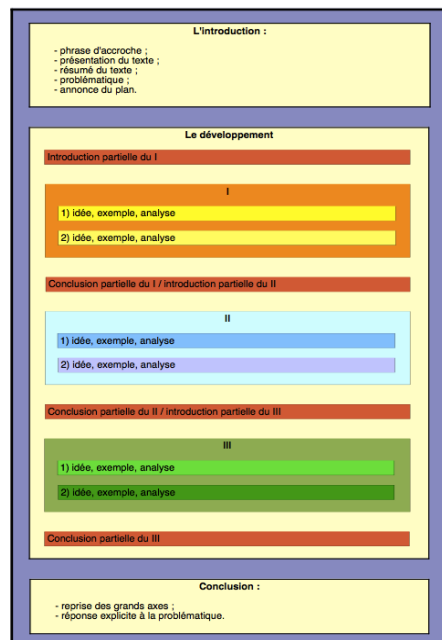 L'introduction :
- phrase d'accroche ;
- présentation du texte ;
- résumé du texte ;
- problématique ;
- annonce du plan.
Le développement
Introduction partielle du I
I
1) idée, exemple, analyse
2) idée, exemple, analyse
Conclusion partielle du I / introduction partielle du II
II
1) idée, exemple, analyse
2) idée, exemple, analyse
Conclusion partielle du II / introduction partielle du III
III
1) idée, exemple, analyse
2) idée, exemple, analyse
Conclusion partielle du III
Conclusion :
- reprise des grands axes ;
- réponse explicite à la problématique.